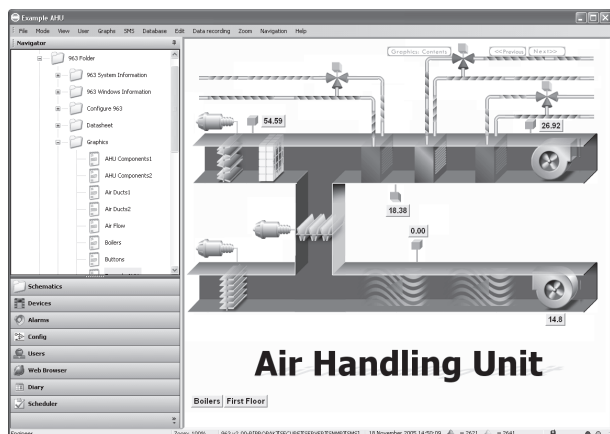 Example AHU
File Mode View User Graphs SMS Database Edit Data recording Zoom Navigation Help
Navigator
963 Folder
963 System Information
963 Windows Information
Configure 963
Datasheet
Graphics
AHU Components1
AHU Components2
Air Ducts1
Air Ducts2
Air Flow
Boilers
Buttons
Schematics
Devices
Alarms
Config
Users
Web Browser
Diary
Scheduler
Graphics: Contents <<Previous Next>>
54.59
26.92
18.38
0.00
14.8
Air Handling Unit
Boilers First Floor
Engineer
Zoom: 100%
18 November 2005 14:50:09 = 2621 = 2641